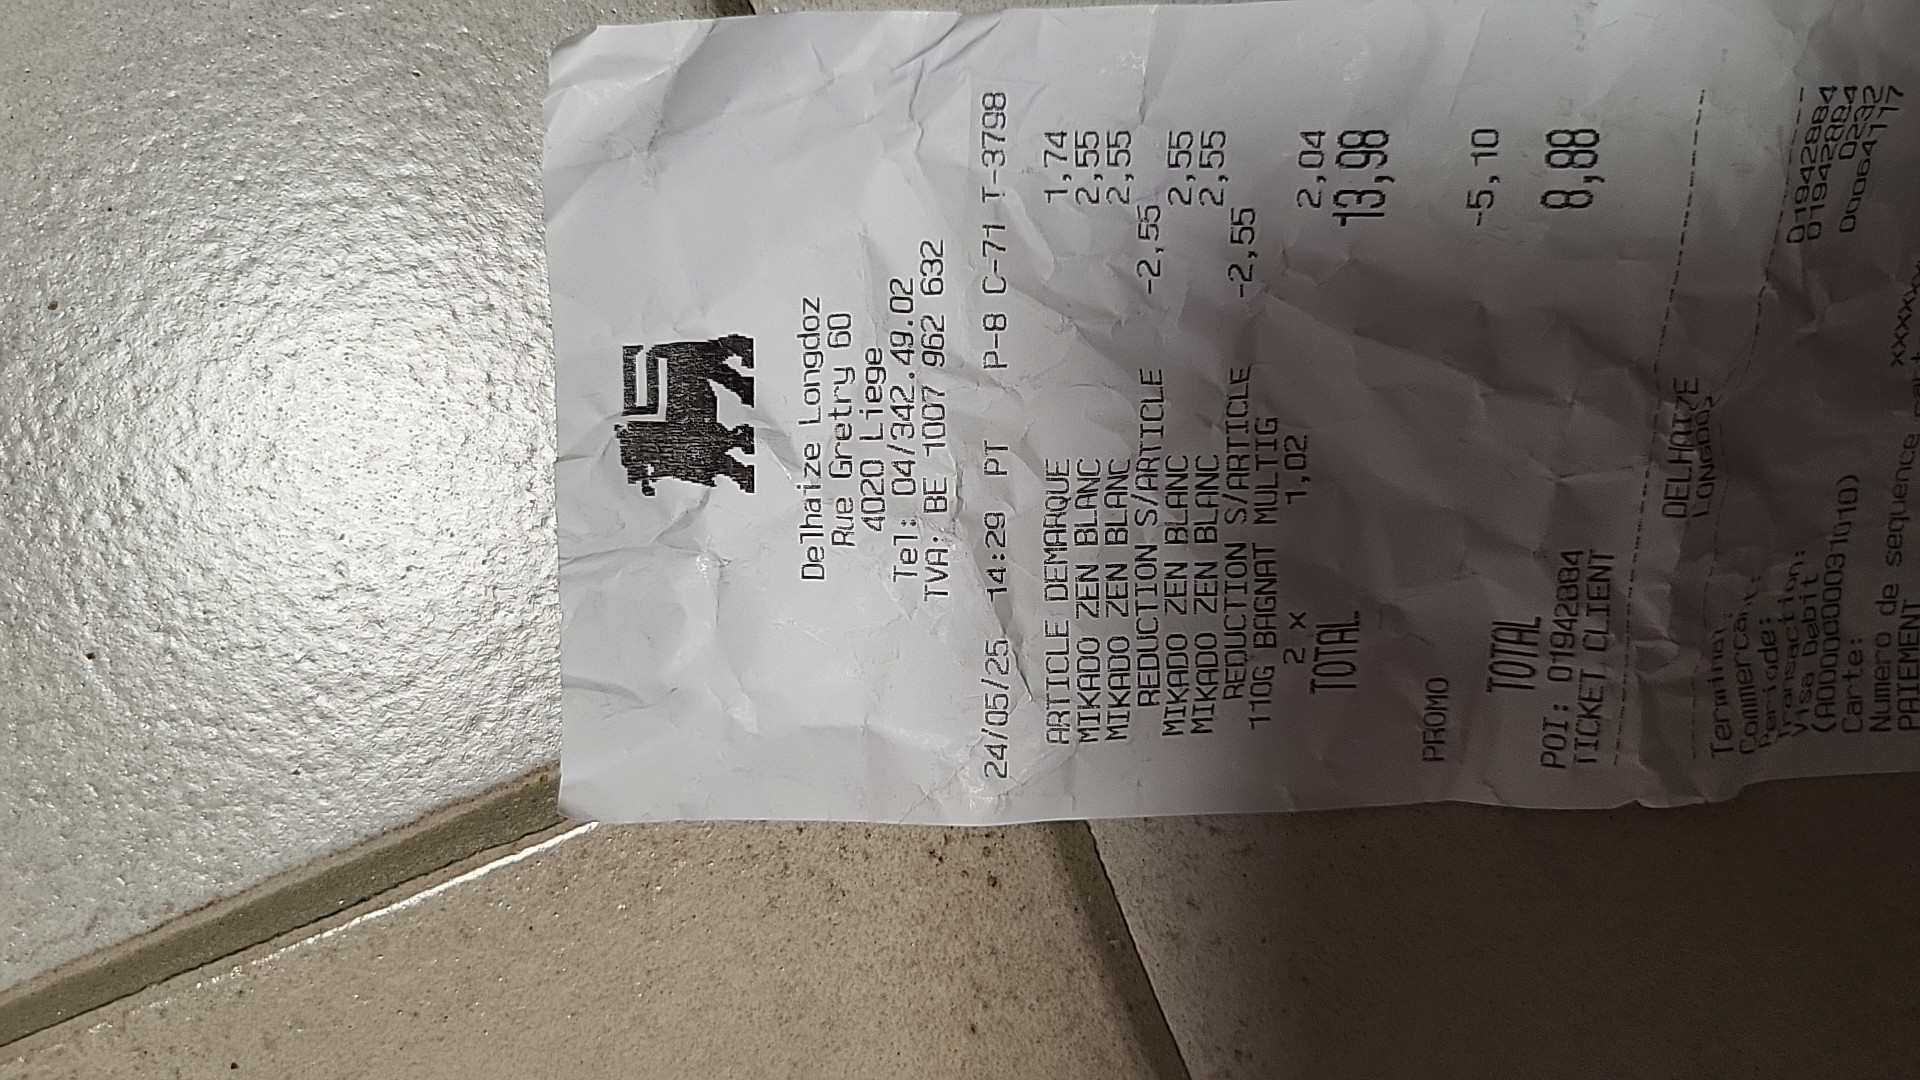 Delhaize Longdoz
Rue Gretry 60
4020 Liege
Tel: 04/342.49.02
TVA: BE 1007 962 632
24/05/25 14:29 PT P-8 C-71 T-3798
ARTICLE DEMARQUE 1,74
MIKADO ZEN BLANC 2,55
MIKADO ZEN BLANC 2,55
REDUCTION S/ARTICLE -2,55
MIKADO ZEN BLANC 2,55
MIKADO ZEN BLANC 2,55
REDUCTION S/ARTICLE -2,55
110G BAGNAT MULTIG
2 x 1,02 2,04
TOTAL 13,98
PROMO -5,10
TOTAL 8,88
POI: 01942884
TICKET CLIENT
DELHAIZE
LONGDOZ
Terminal: 01942884
Commercant: 01942884
Periode: 0232
Transaction: 00064117
Visa Debit
(A0000000031010)
Carte:
Numero de sequence
PAIEMENT